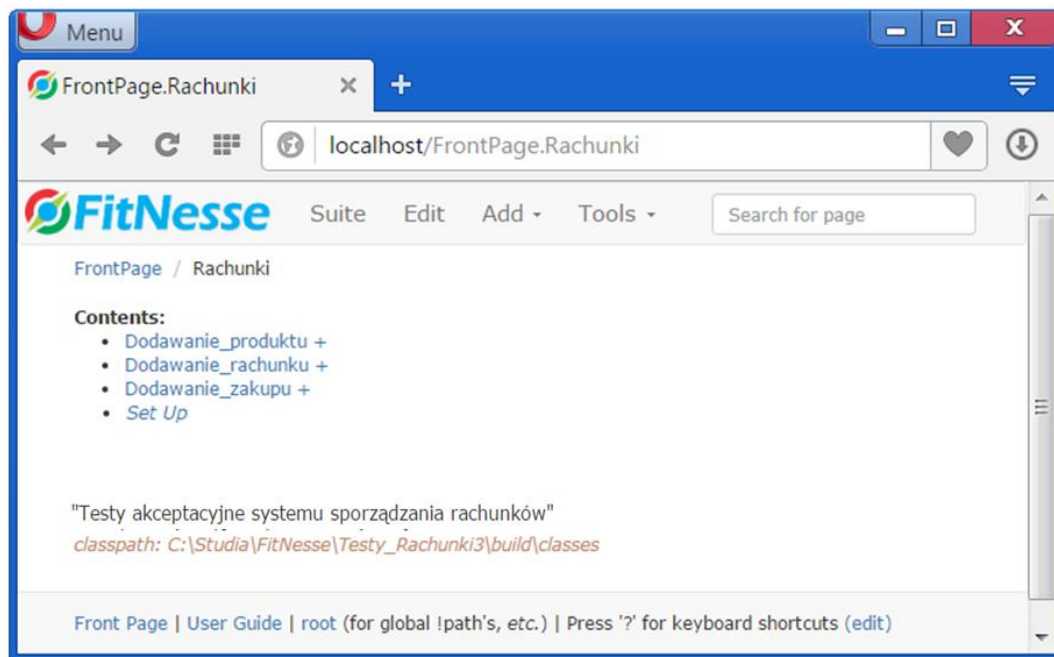 Menu
FrontPage.Rachunki
localhost/FrontPage.Rachunki
FitNesse Suite Edit Add Tools Search for page
FrontPage / Rachunki
Contents:
Dodawanie_produktu +
Dodawanie_rachunku +
Dodawanie_zakupu +
Set Up
"Testy akceptacyjne systemu sporządzania rachunków"
classpath: C:\Studia\FitNesse\Testy_Rachunki3\build\classes
Front Page | User Guide | root (for global !path's, etc.) | Press '?' for keyboard shortcuts (edit)